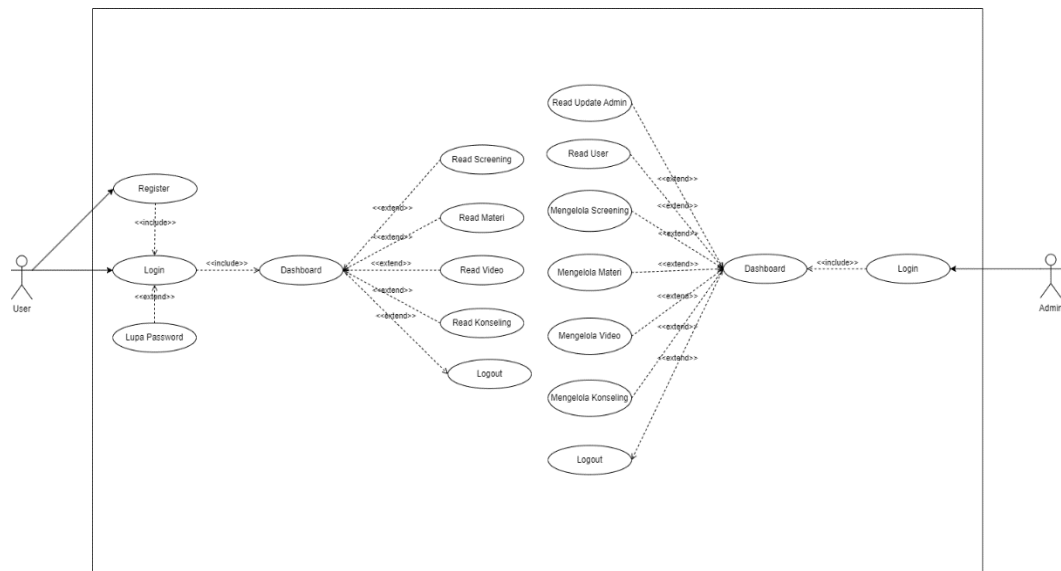 Read Update Admin
Read Screening
Read User
<<extend>>
Register
<<extend>>
<<extend>>
Read Materi
Mengelola Screening
<<include>>
<<extend>>
<<extend>>
User
Login
<<include>>
Dashboard
<<extend>>
Read Video
Mengelola Materi
<<extend>>
Dashboard
<<include>>
Login
Admin
<<extend>>
<<extend>>
Read Konseling
<<extend>>
Lupa Password
Mengelola Video
<<extend>>
<<extend>>
<<extend>>
Logout
Mengelola Konseling
Logout